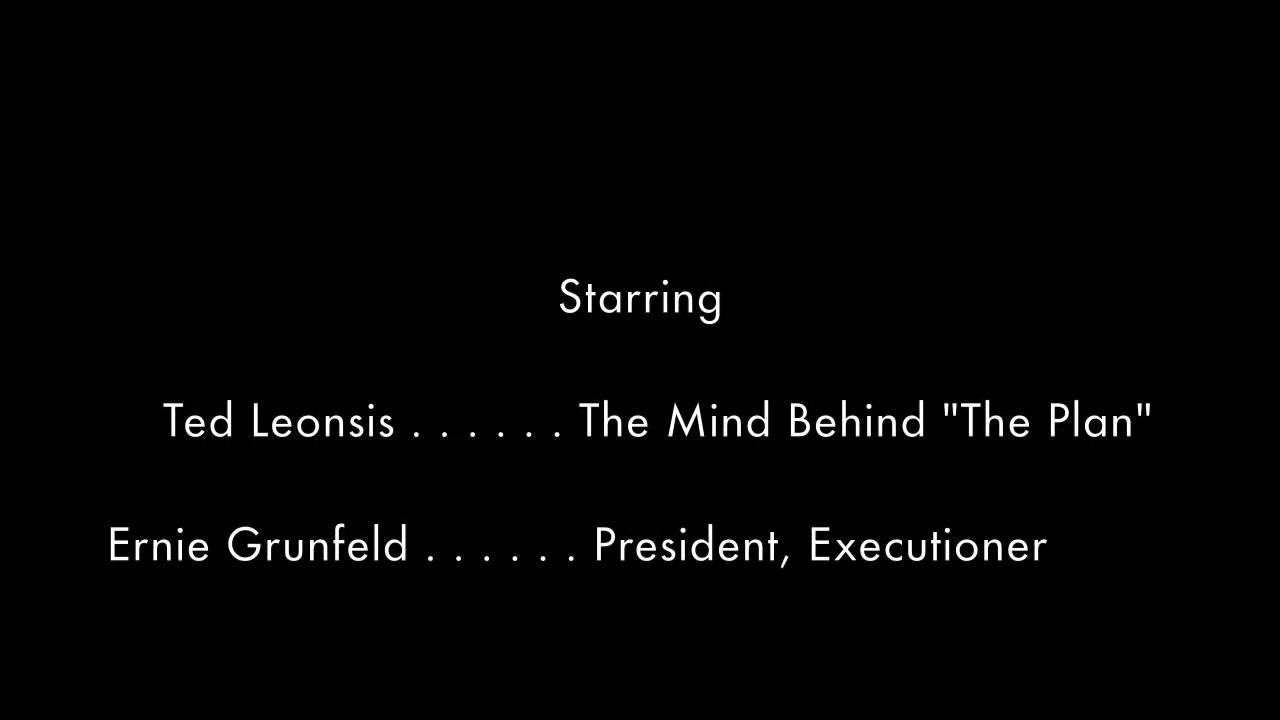 Starring
Ted Leonsis . . . . . . The Mind Behind "The Plan"
Ernie Grunfeld . . . . . . President, Executioner